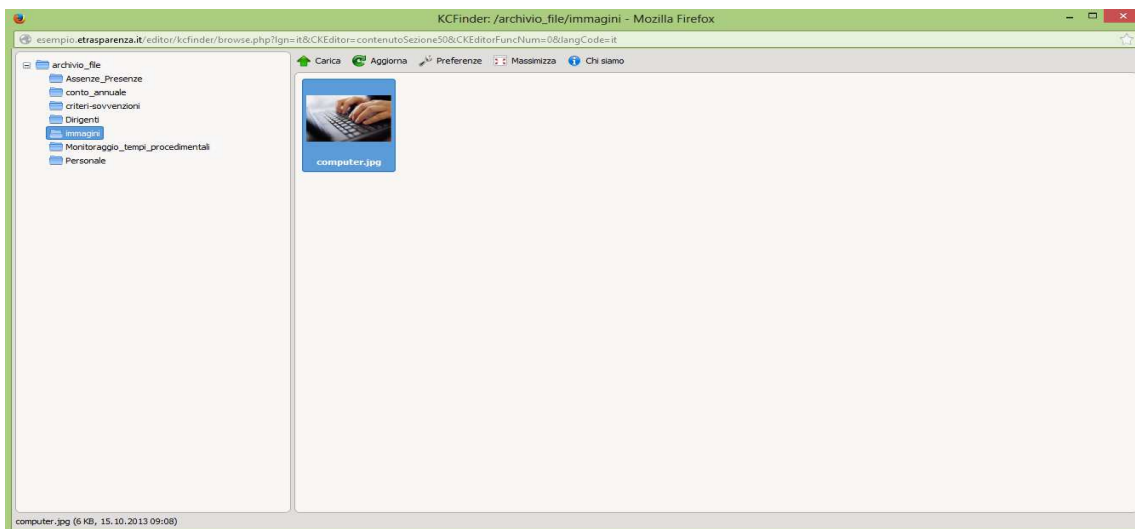 KCFinder: /archivio_file/immagini - Mozilla Firefox
esempio.etrasparenza.it/editor/kcfinder/browse.php?lgn=it&CKEditor=contenutoSezione50&CKEditorFuncNum=0&langCode=it
archivio_file
Assenze_Presenze
conto_annuale
criteri-sovvenzioni
Dirigenti
immagini
Monitoraggio_tempi_procedimentali
Personale
Carica Aggiorna Preferenze Massimizza Chi siamo
computer.jpg
computer.jpg (6 KB, 15.10.2013 09:08)